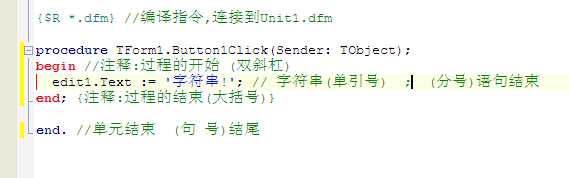 {$R *.dfm} //编译指令,连接到Unit1.dfm
procedure TForm1.Button1Click(Sender: TObject);
begin //注释:过程的开始 (双斜杠)
edit1.Text := '字符串!'; // 字符串(单引号) ; (分号)语句结束
end; {注释:过程的结束(大括号)}
end. //单元结束 (句 号)结尾